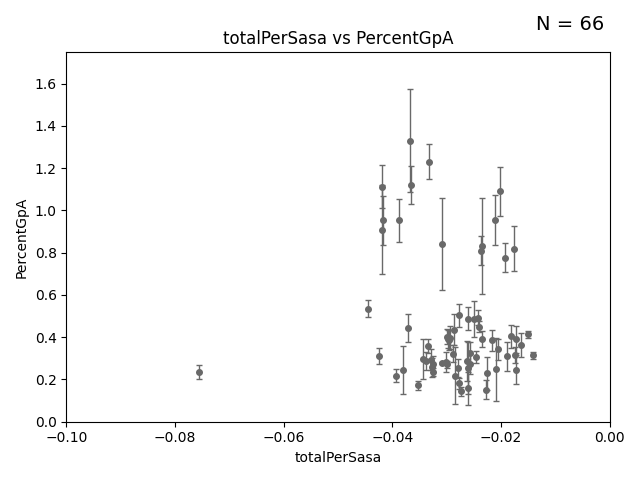 N = 66
totalPerSasa vs PercentGpA
PercentGpA
1.6
1.4
1.2
1.0
0.8
0.6
0.4
0.2
0.0
−0.10 −0.08 −0.06 −0.04 −0.02 0.00
totalPerSasa